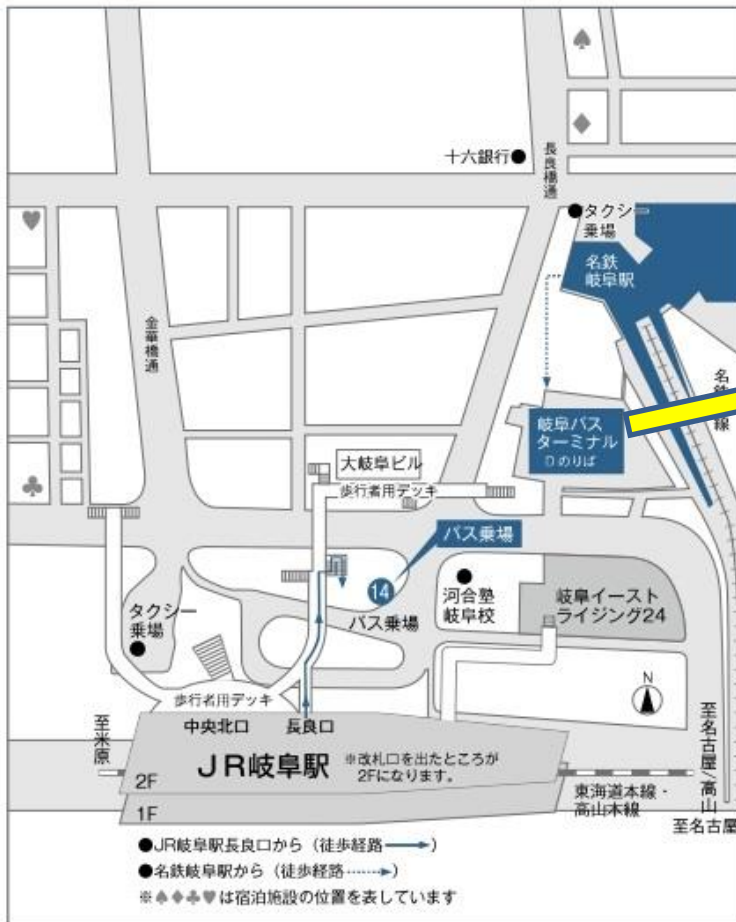 十六銀行●
長良橋通
●タクシー
乗場
名鉄
岐阜駅
金華橋通
岐阜バス
ターミナル
Dのりば
大岐阜ビル
歩行者用デッキ
バス乗場
14
バス乗場
河合塾
岐阜校
岐阜イースト
ライジング24
タクシー
乗場
N
歩行者用デッキ
至米原
中央北口
長良口
JR岐阜駅
※改札口を出たところが
2Fになります。
2F
1F
至名古屋/高山
東海道本線・
高山本線
至名古屋
●JR岐阜駅長良口から（徒歩経路→）
●名鉄岐阜駅から（徒歩経路⇢）
※♠♦♣♥は宿泊施設の位置を表しています